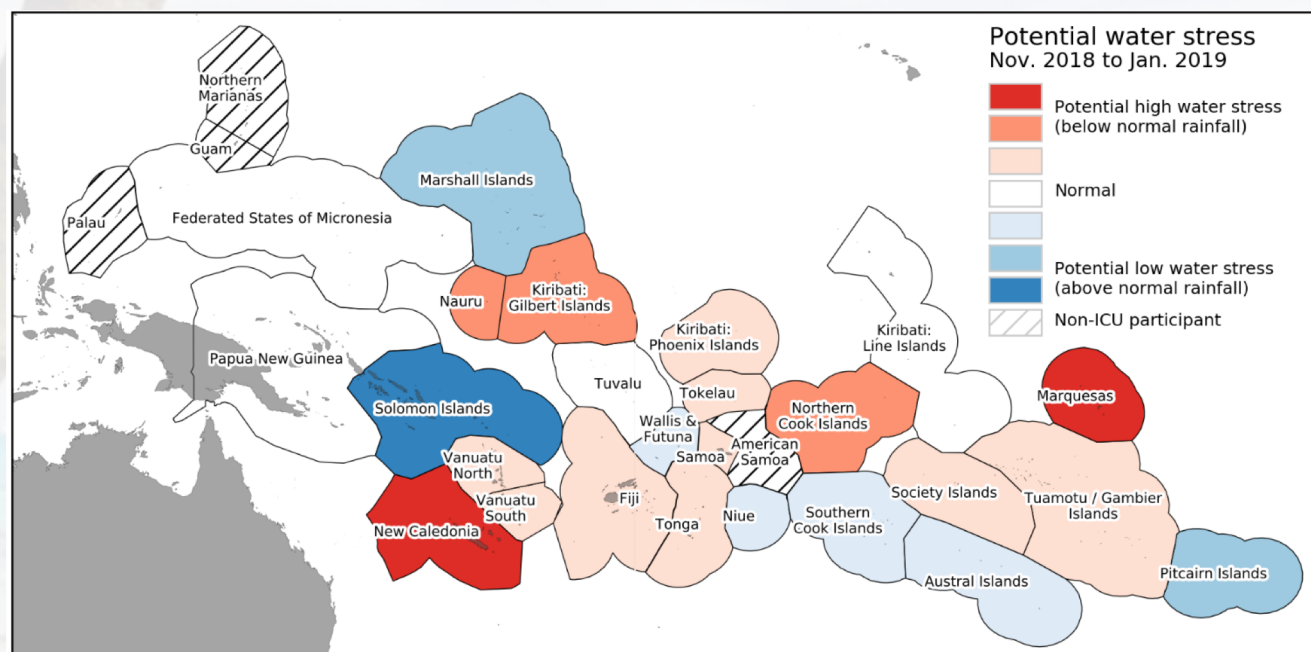 Potential water stress
Nov. 2018 to Jan. 2019
Potential high water stress
(below normal rainfall)
Normal
Potential low water stress
(above normal rainfall)
Non-ICU participant
Northern
Marianas
Guam
Palau
Federated States of Micronesia
Marshall Islands
Nauru
Kiribati:
Gilbert Islands
Kiribati:
Phoenix Islands
Kiribati:
Line Islands
Papua New Guinea
Tuvalu
Tokelau
Marquesas
Solomon Islands
Wallis &
Futuna
Samoa
American
Samoa
Northern
Cook Islands
Vanuatu
North
Vanuatu
South
Fiji
Tonga
Niue
Southern
Cook Islands
Society Islands
Tuamotu / Gambier
Islands
New Caledonia
Austral Islands
Pitcairn Islands